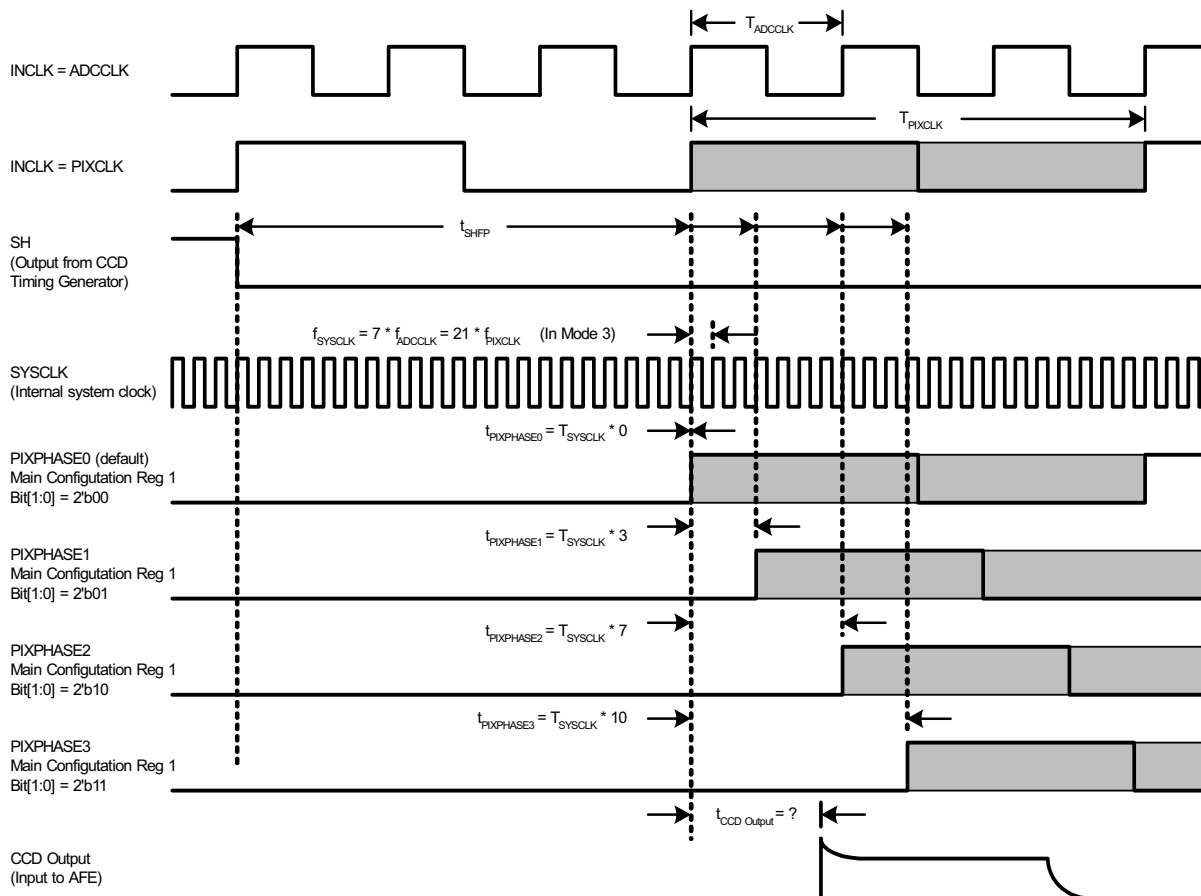 T_ADCCLK
INCLK = ADCCLK
T_PIXCLK
INCLK = PIXCLK
t_SHFP
SH
(Output from CCD
Timing Generator)
f_SYSCLK = 7 * f_ADCCLK = 21 * f_PIXCLK (In Mode 3)
SYSCLK
(Internal system clock)
t_PIXPHASE0 = T_SYSCLK * 0
PIXPHASE0 (default)
Main Configutation Reg 1
Bit[1:0] = 2'b00
t_PIXPHASE1 = T_SYSCLK * 3
PIXPHASE1
Main Configutation Reg 1
Bit[1:0] = 2'b01
t_PIXPHASE2 = T_SYSCLK * 7
PIXPHASE2
Main Configutation Reg 1
Bit[1:0] = 2'b10
t_PIXPHASE3 = T_SYSCLK * 10
PIXPHASE3
Main Configutation Reg 1
Bit[1:0] = 2'b11
t_CCD Output = ?
CCD Output
(Input to AFE)